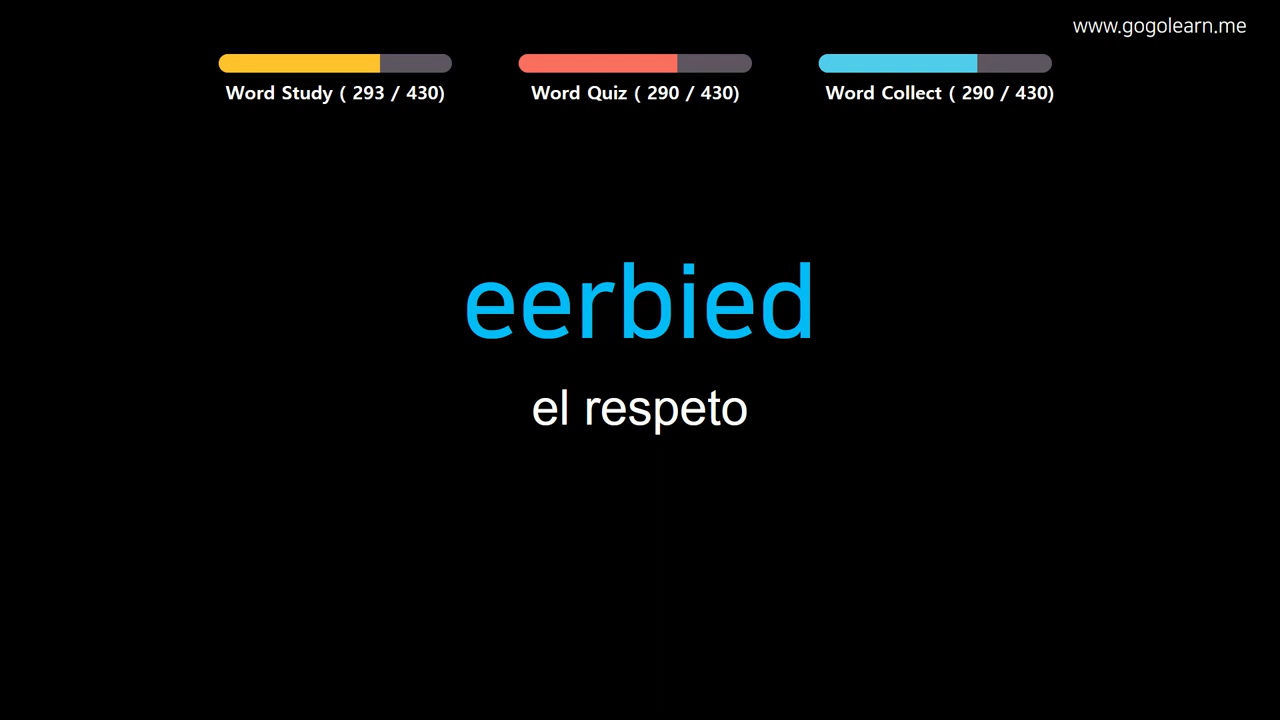 www.gogolearn.me
Word Study ( 293 / 430)
Word Quiz ( 290 / 430)
Word Collect ( 290 / 430)
eerbied
el respeto